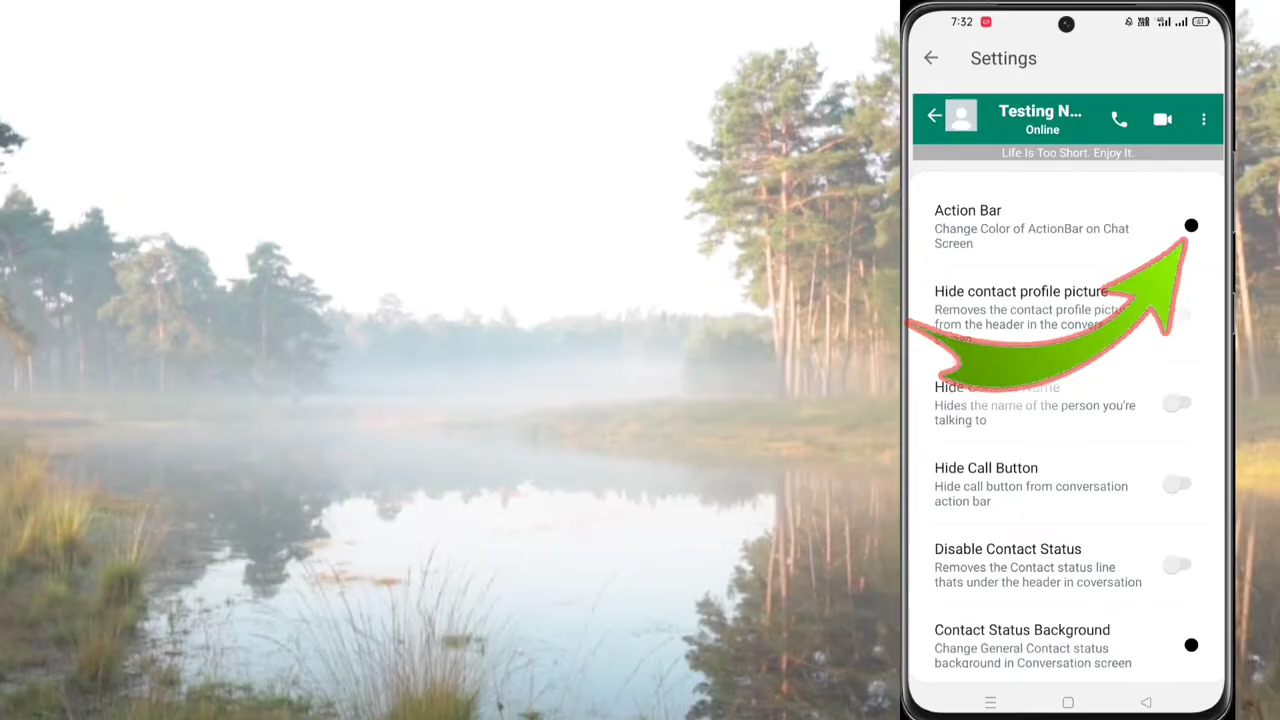 7:32
61
Settings
Testing N...
Online
Life Is Too Short. Enjoy It.
Action Bar
Change Color of ActionBar on Chat
Screen
Hide contact profile picture
Removes the contact profile pictu
from the header in the convers
Hide Name
Hides the name of the person you're
talking to
Hide Call Button
Hide call button from conversation
action bar
Disable Contact Status
Removes the Contact status line
thats under the header in coversation
Contact Status Background
Change General Contact status
background in Conversation screen